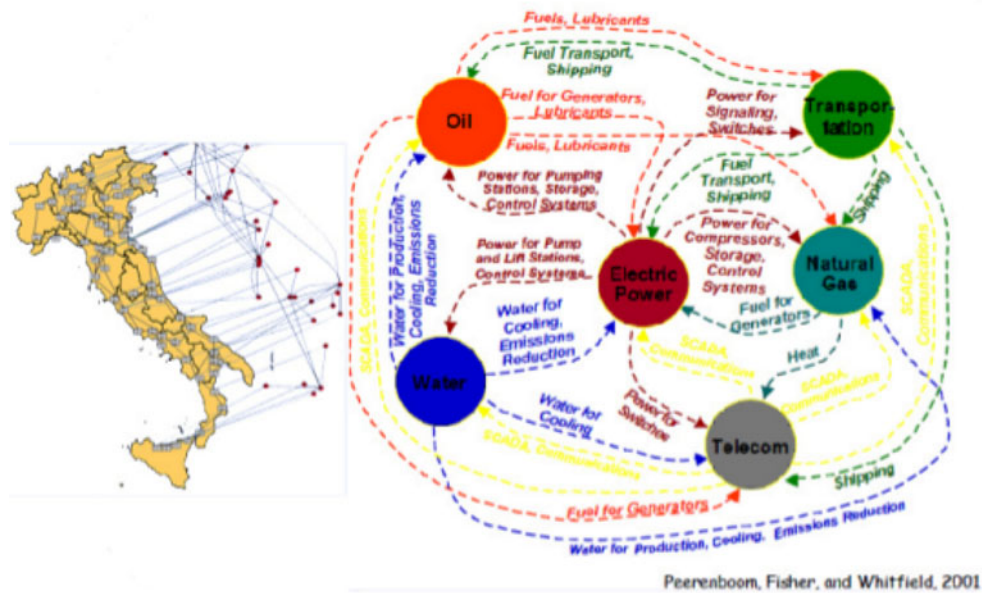 Fuels, Lubricants
Fuel Transport,
Shipping
Oil
Fuel for Generators,
Lubricants
Power for
Signaling,
Switches
Transpor-
tation
Fuels, Lubricants
Power for Pumping
Stations, Storage,
Control Systems
Fuel
Transport,
Shipping
Shipping
SCADA, Communications
Water for Production,
Cooling, Emissions
Reduction
Power for Pump
and Lift Stations,
Control Systems
Electric
Power
Power for
Compressors,
Storage,
Control
Systems
Natural
Gas
SCADA,
Communications
Water for
Cooling,
Emissions
Reduction
Fuel for
Generators
Water
SCADA,
Communications
Heat
SCADA,
Communications
Water for
Cooling
Power for
Switches
SCADA, Communications
Telecom
Shipping
Fuel for Generators
Water for Production, Cooling, Emissions Reduction
Peerenboom, Fisher, and Whitfield, 2001